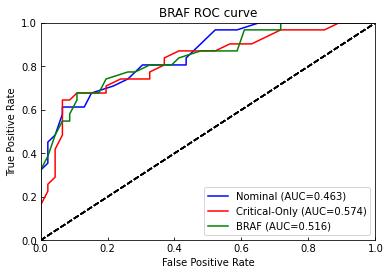 BRAF ROC curve
True Positive Rate
1.0
0.8
0.6
0.4
0.2
0.0
Nominal (AUC=0.463)
Critical-Only (AUC=0.574)
BRAF (AUC=0.516)
0.0 0.2 0.4 0.6 0.8 1.0
False Positive Rate